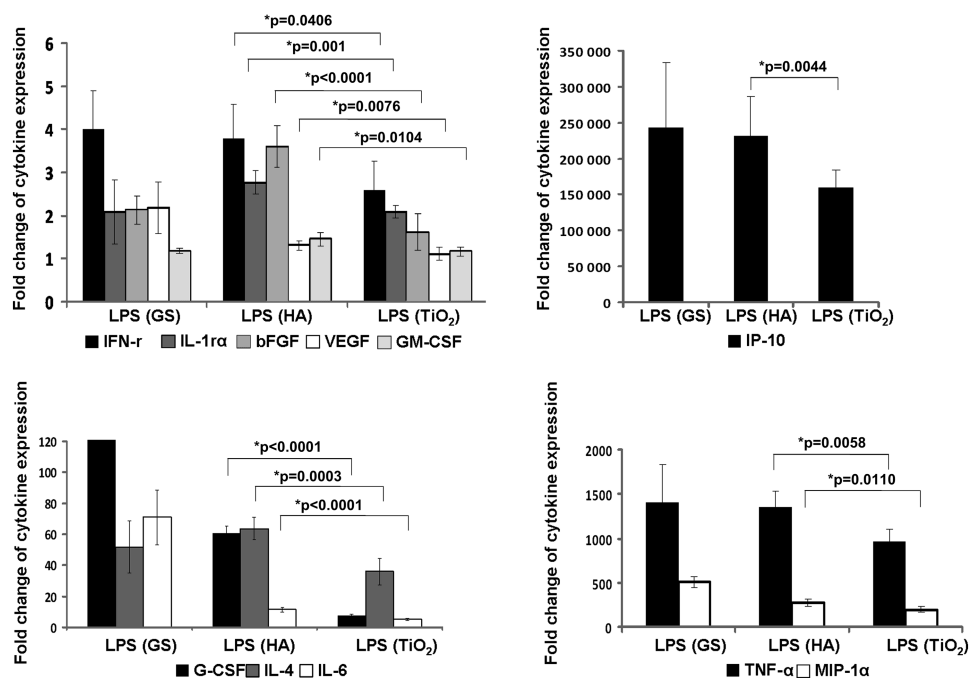 Fold change of cytokine expression
*p=0.0406
*p=0.001
*p<0.0001
*p=0.0076
*p=0.0104
6
5
4
3
2
1
0
LPS (GS) LPS (HA) LPS (TiO₂)
IFN-r IL-1rα bFGF VEGF GM-CSF
Fold change of cytokine expression
*p=0.0044
350 000
300 000
250 000
200 000
150 000
100 000
50 000
0
LPS (GS) LPS (HA) LPS (TiO₂)
IP-10
Fold change of cytokine expression
*p<0.0001
*p=0.0003
*p<0.0001
120
100
80
60
40
20
0
LPS (GS) LPS (HA) LPS (TiO₂)
G-CSF IL-4 IL-6
Fold change of cytokine expression
*p=0.0058
*p=0.0110
2000
1500
1000
500
0
LPS (GS) LPS (HA) LPS (TiO₂)
TNF-α MIP-1α